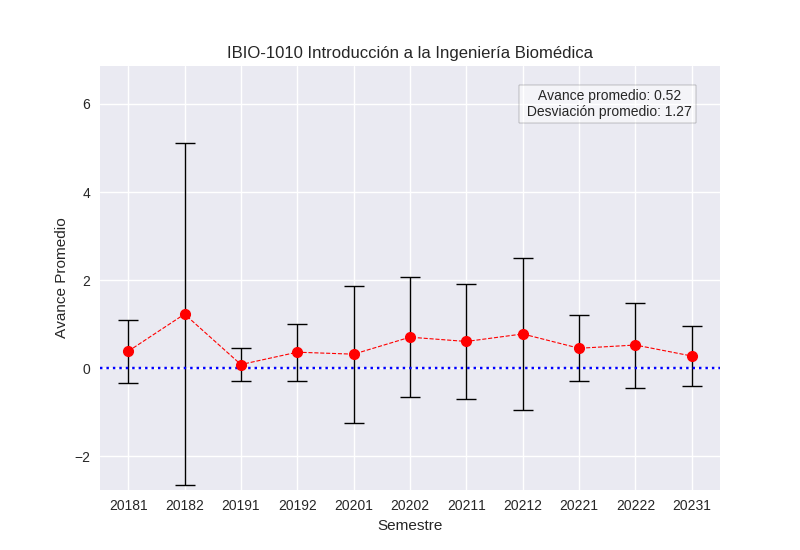 IBIO-1010 Introducción a la Ingeniería Biomédica
Avance promedio: 0.52
Desviación promedio: 1.27
Avance Promedio
6
4
2
0
−2
20181 20182 20191 20192 20201 20202 20211 20212 20221 20222 20231
Semestre